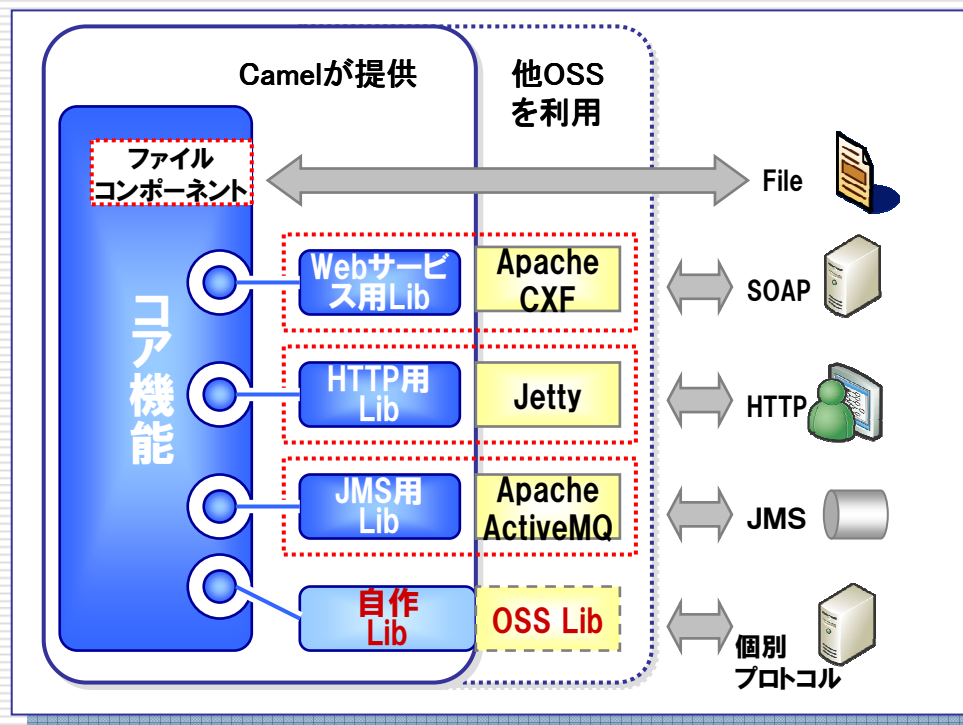 Camelが提供
他OSS
を利用
ファイル
コンポーネント
File
コア機能
Webサービ
ス用Lib
Apache
CXF
SOAP
HTTP用
Lib
Jetty
HTTP
JMS用
Lib
Apache
ActiveMQ
JMS
自作
Lib
OSS Lib
個別
プロトコル